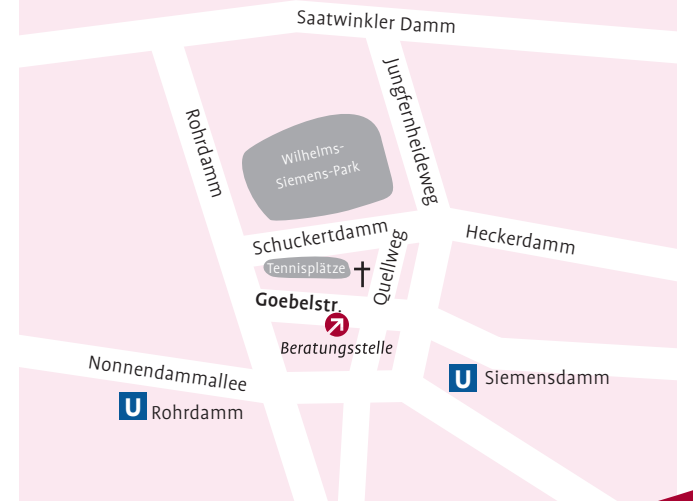 Saatwinkler Damm
Jungfernheideweg
Rohrdamm
Wilhelms-
Siemens-Park
Schuckertdamm
Heckerdamm
Quellweg
Tennisplätze
Goebelstr.
Beratungsstelle
Nonnendammallee
U Siemensdamm
U Rohrdamm